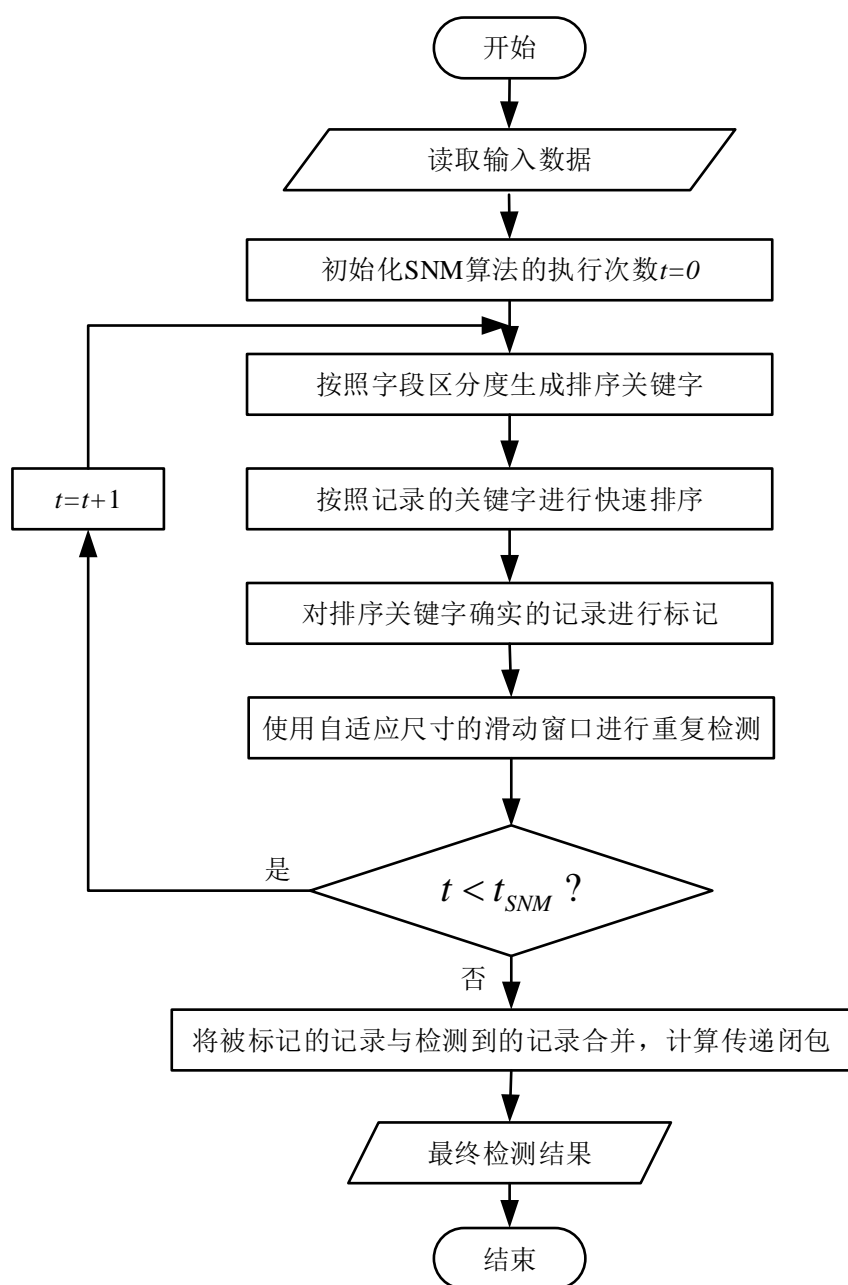 开始
读取输入数据
初始化SNM算法的执行次数t=0
按照字段区分度生成排序关键字
按照记录的关键字进行快速排序
t=t+1
对排序关键字确实的记录进行标记
使用自适应尺寸的滑动窗口进行重复检测
是
t < t_{SNM} ?
否
将被标记的记录与检测到的记录合并，计算传递闭包
最终检测结果
结束